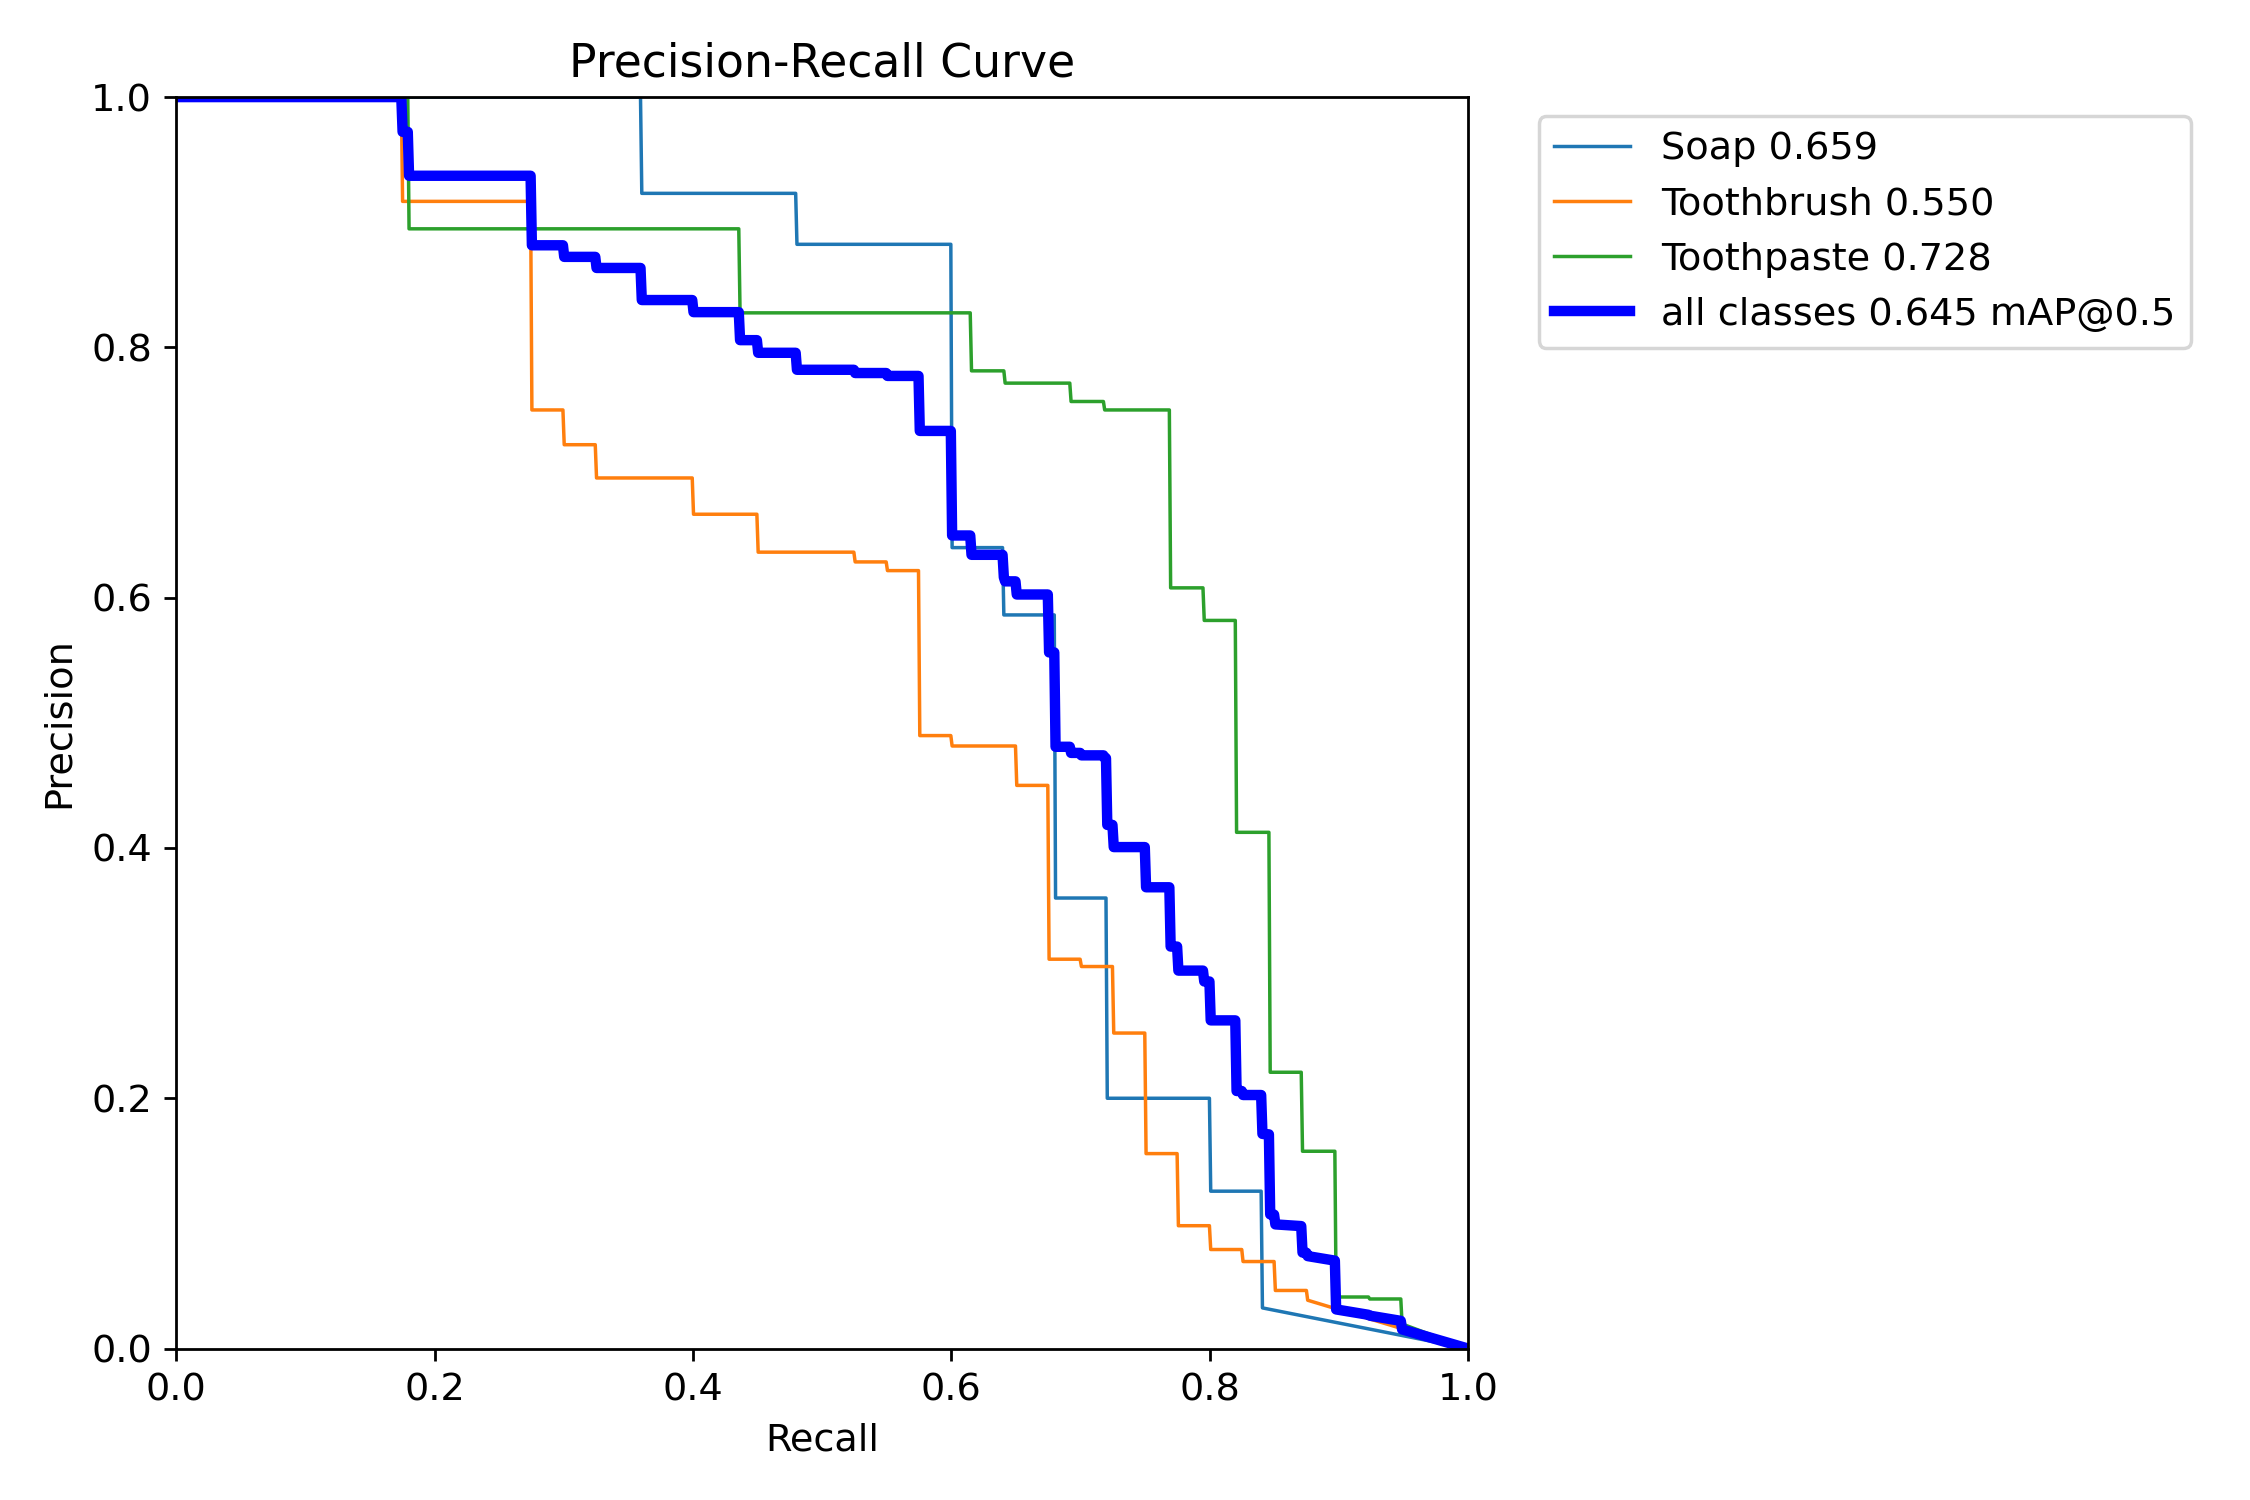 Precision-Recall Curve
1.0
0.8
0.6
0.4
0.2
0.0
Precision
0.0 0.2 0.4 0.6 0.8 1.0
Recall
Soap 0.659
Toothbrush 0.550
Toothpaste 0.728
all classes 0.645 mAP@0.5